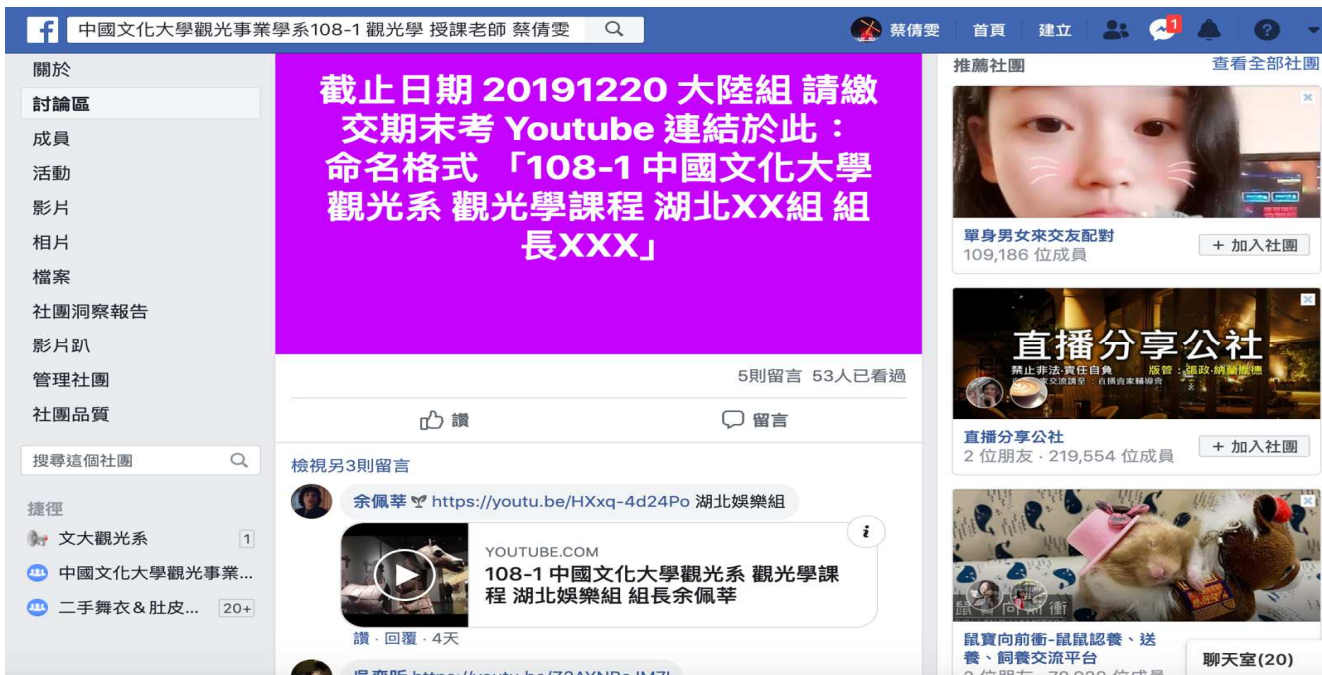 中國文化大學觀光事業學系108-1 觀光學 授課老師 蔡倩雯
蔡倩雯 首頁 建立 1
關於
討論區
成員
活動
影片
相片
檔案
社團洞察報告
影片趴
管理社團
社團品質
搜尋這個社團
捷徑
文大觀光系 1
中國文化大學觀光事業...
二手舞衣&肚皮... 20+
截止日期 20191220 大陸組 請繳
交期末考 Youtube 連結於此：
命名格式 「108-1 中國文化大學
觀光系 觀光學課程 湖北XX組 組
長XXX」
5則留言 53人已看過
讚 留言
檢視另3則留言
余佩莘 https://youtu.be/HXxq-4d24Po 湖北娛樂組
YOUTUBE.COM
108-1 中國文化大學觀光系 觀光學課
程 湖北娛樂組 組長余佩莘
讚 · 回覆 · 4天
推薦社團 查看全部社團
單身男女來交友配對
109,186 位成員
+ 加入社團
直播分享公社
禁止非法·責任自負
直播分享公社
2 位朋友 · 219,554 位成員
+ 加入社團
鼠寶向前衝-鼠鼠認養、送
養、飼養交流平台
聊天室(20)